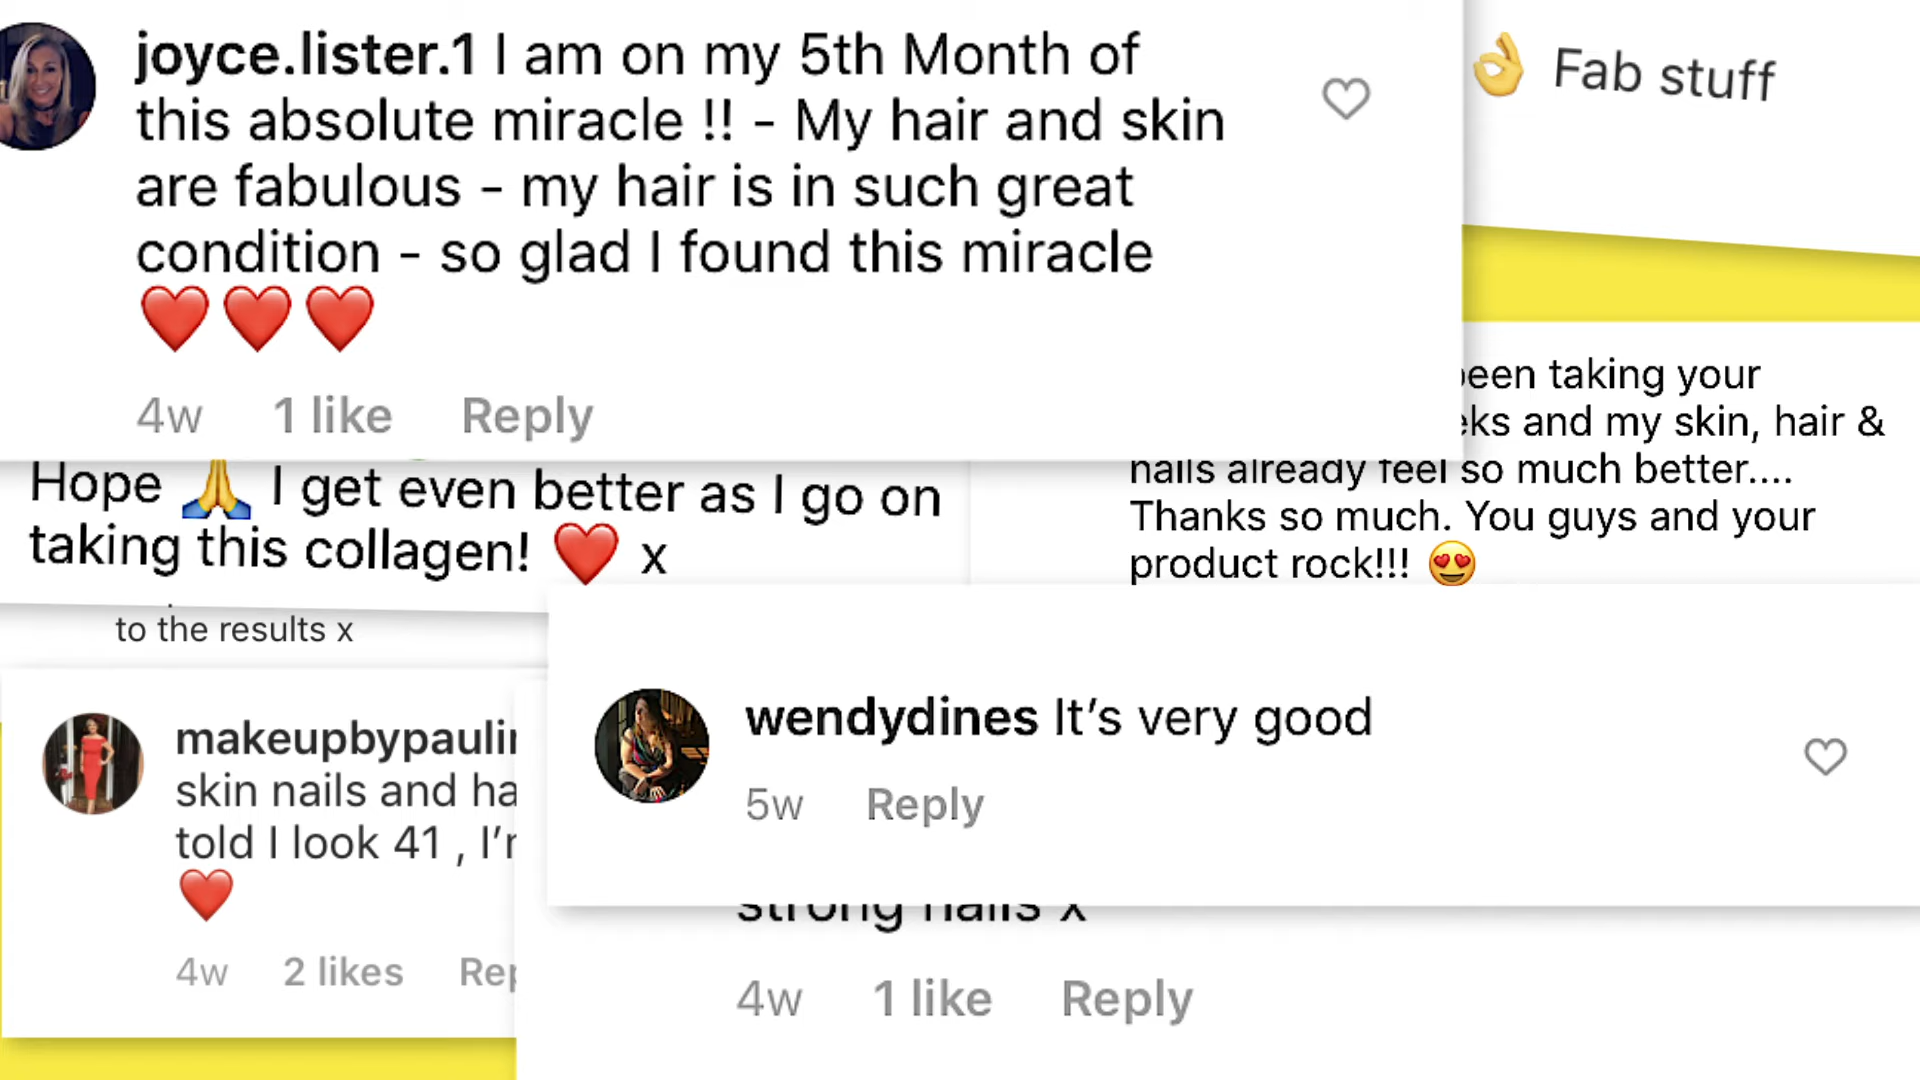 joyce.lister.1 I am on my 5th Month of
this absolute miracle !! - My hair and skin
are fabulous - my hair is in such great
condition - so glad I found this miracle
❤️❤️❤️
4w 1 like Reply
👌 Fab stuff
been taking your
and my skin, hair &
nails already feel so much better....
Thanks so much. You guys and your
product rock!!! 😍
Hope 🙏 I get even better as I go on
taking this collagen! ❤️ x
to the results x
makeupbypaulin
skin nails and ha
told I look 41 , I'
❤️
4w 2 likes Rep
wendydines It's very good
5w Reply
strong nails x
4w 1 like Reply